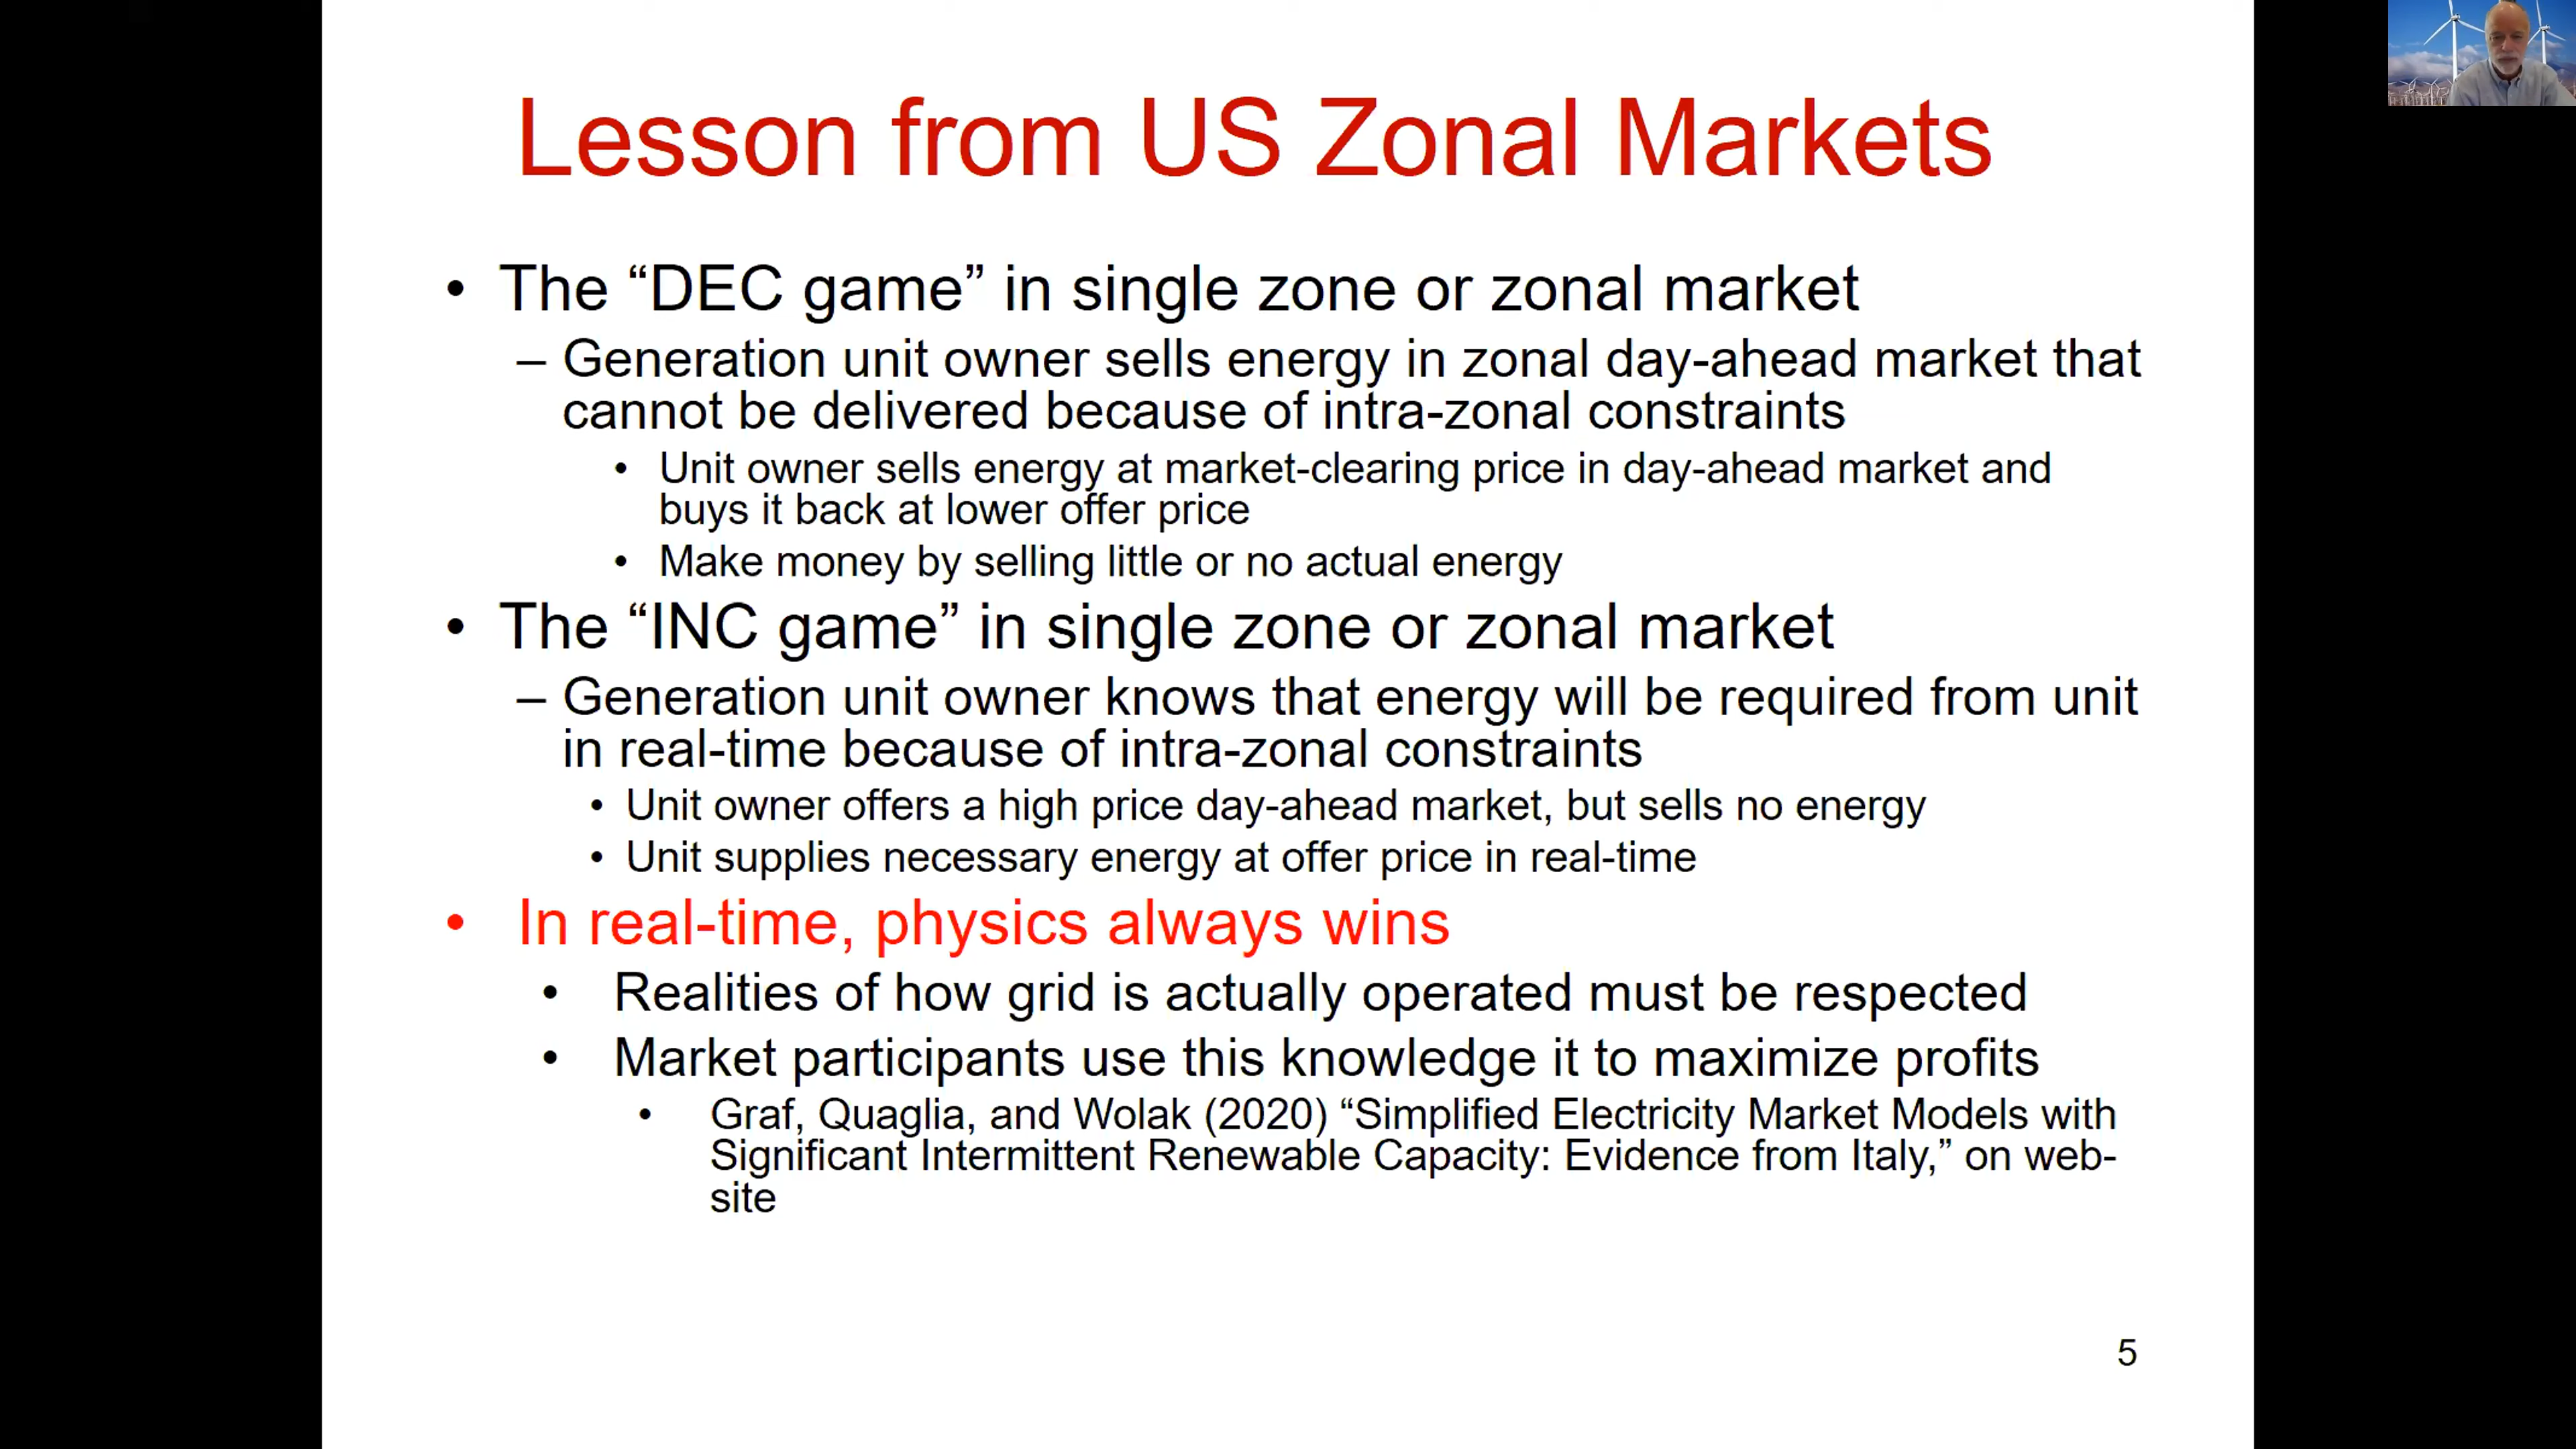 Lesson from US Zonal Markets
• The “DEC game” in single zone or zonal market
– Generation unit owner sells energy in zonal day-ahead market that
cannot be delivered because of intra-zonal constraints
• Unit owner sells energy at market-clearing price in day-ahead market and
buys it back at lower offer price
• Make money by selling little or no actual energy
• The “INC game” in single zone or zonal market
– Generation unit owner knows that energy will be required from unit
in real-time because of intra-zonal constraints
• Unit owner offers a high price day-ahead market, but sells no energy
• Unit supplies necessary energy at offer price in real-time
• In real-time, physics always wins
• Realities of how grid is actually operated must be respected
• Market participants use this knowledge it to maximize profits
• Graf, Quaglia, and Wolak (2020) “Simplified Electricity Market Models with
Significant Intermittent Renewable Capacity: Evidence from Italy,” on web-
site
5